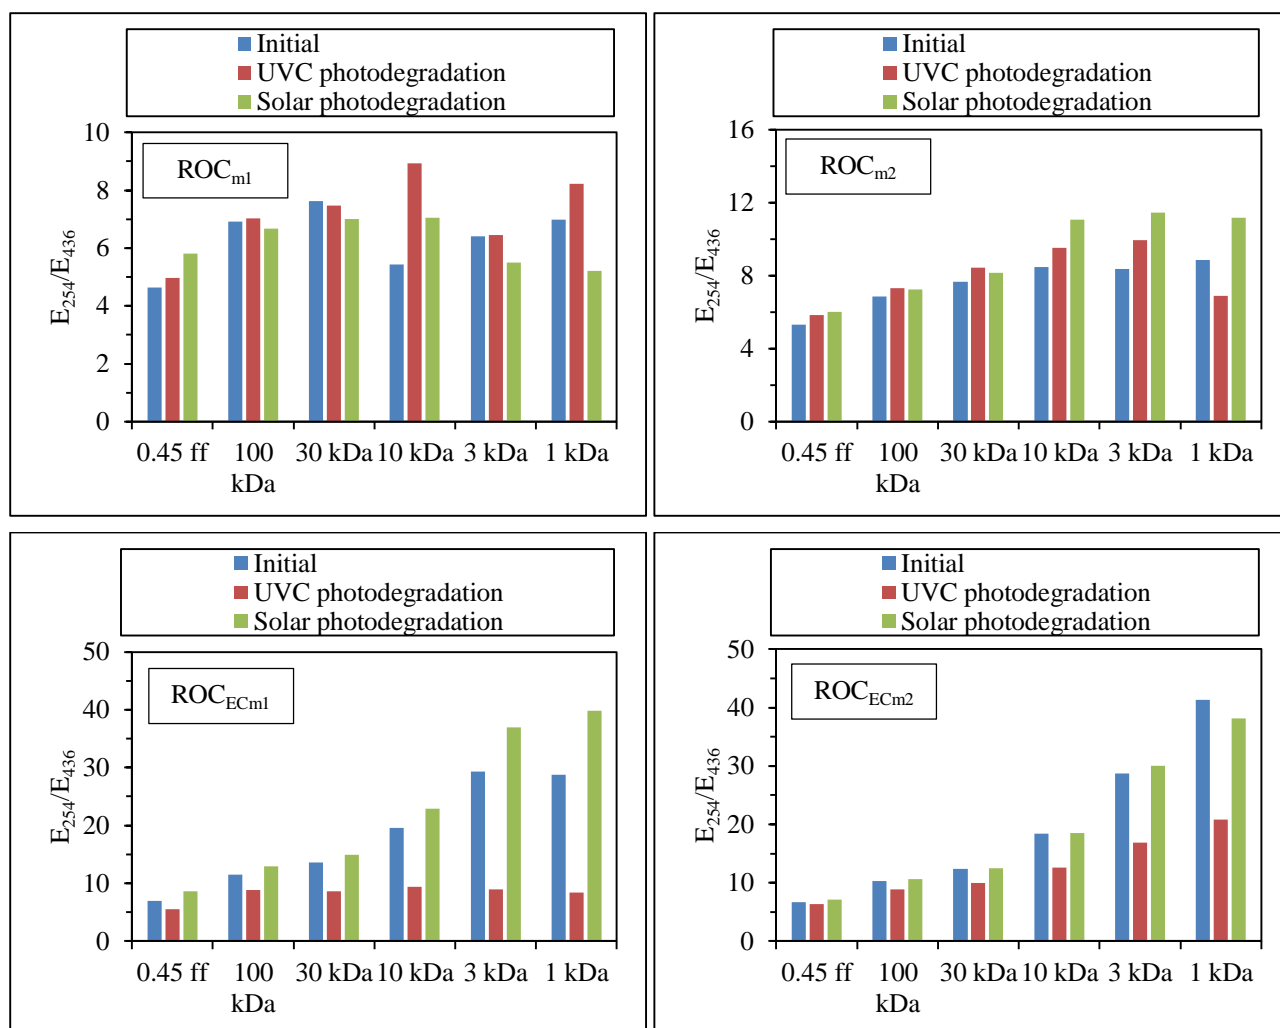 Initial
UVC photodegradation
Solar photodegradation
10
8
6
4
2
0
E254/E436
ROCm1
0.45 ff 100 kDa 30 kDa 10 kDa 3 kDa 1 kDa
Initial
UVC photodegradation
Solar photodegradation
16
12
8
4
0
E254/E436
ROCm2
0.45 ff 100 kDa 30 kDa 10 kDa 3 kDa 1 kDa
Initial
UVC photodegradation
Solar photodegradation
50
40
30
20
10
0
E254/E436
ROCECm1
0.45 ff 100 kDa 30 kDa 10 kDa 3 kDa 1 kDa
Initial
UVC photodegradation
Solar photodegradation
50
40
30
20
10
0
E254/E436
ROCECm2
0.45 ff 100 kDa 30 kDa 10 kDa 3 kDa 1 kDa